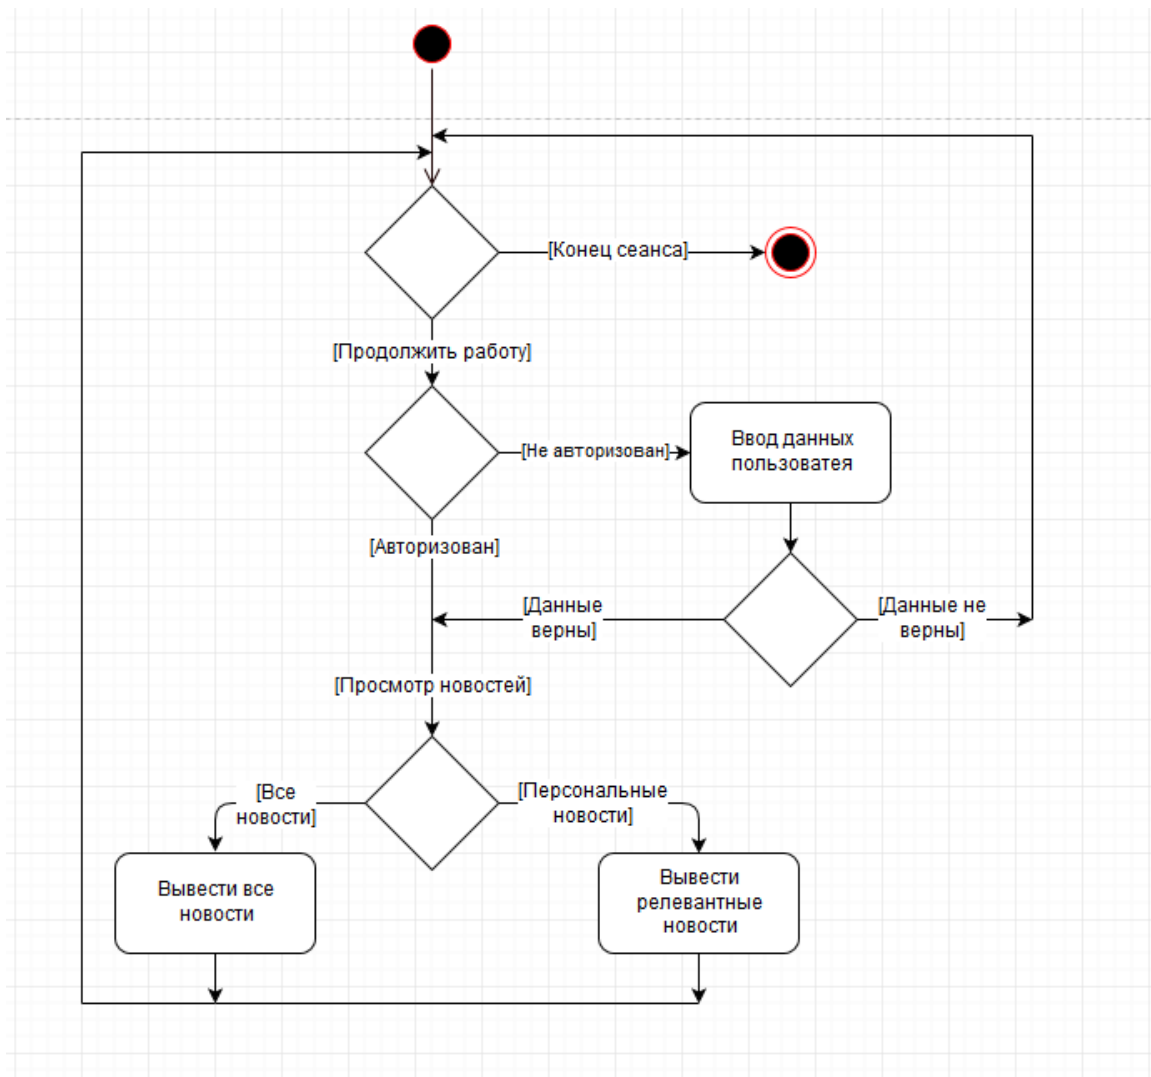 [Конец сеанса]
[Продолжить работу]
[Не авторизован]
Ввод данных
пользоватея
[Авторизован]
[Данные
верны]
[Данные не
верны]
[Просмотр новостей]
[Все
новости]
[Персональные
новости]
Вывести все
новости
Вывести
релевантные
новости